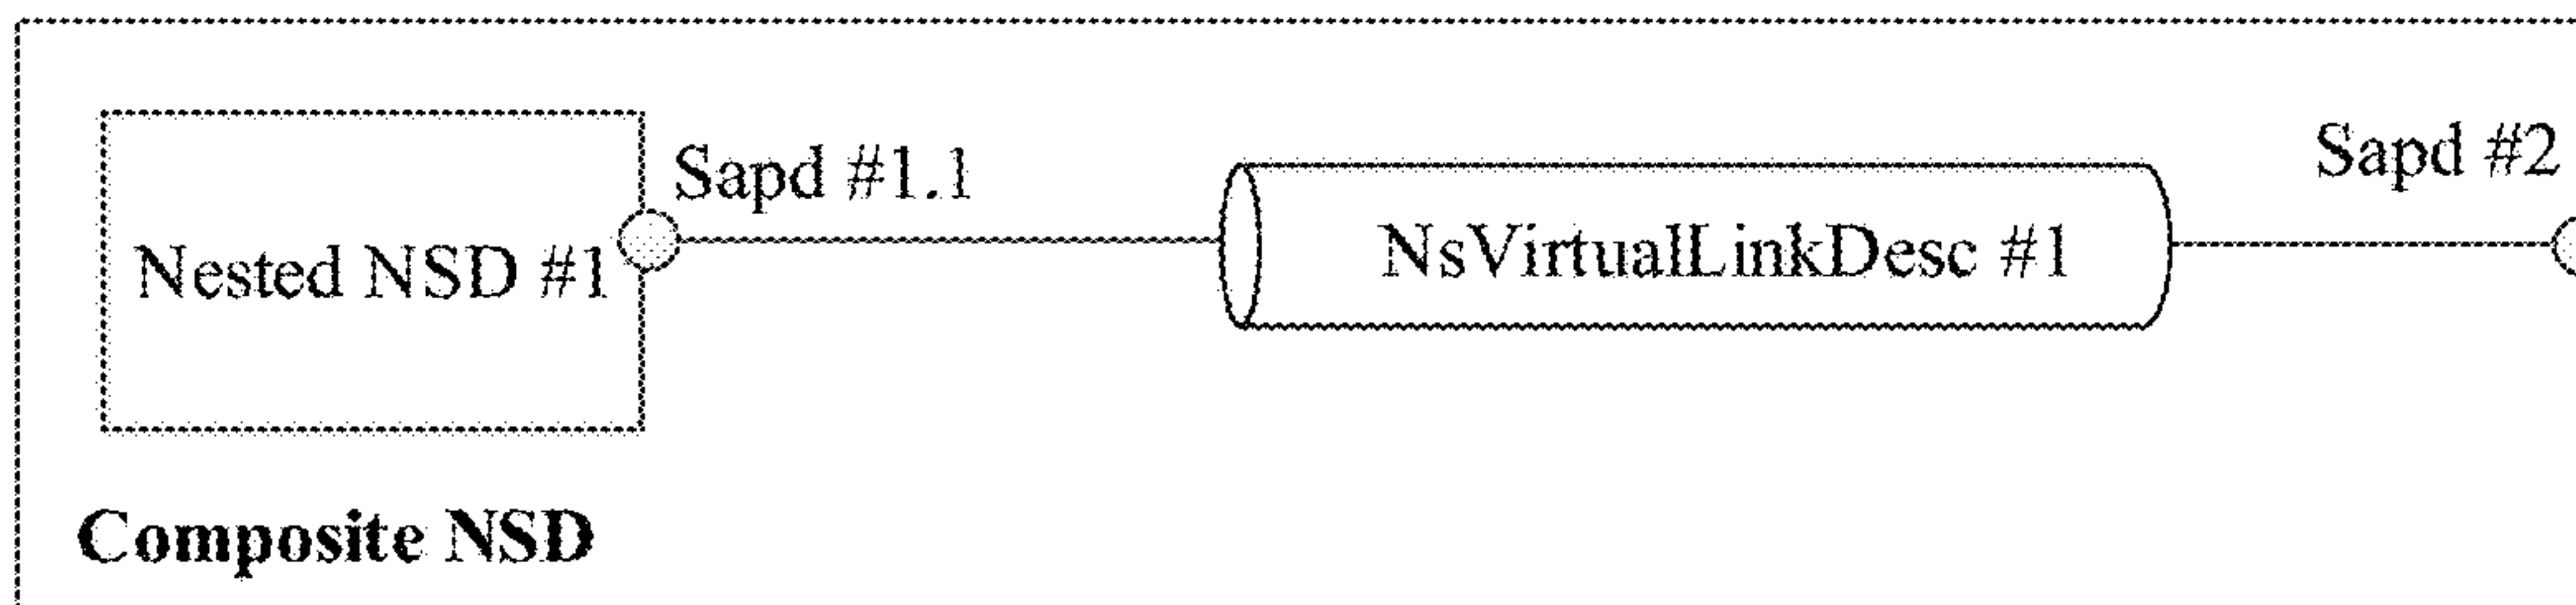 Sapd #2
Sapd #1.1
Nested NSD #1
NsVirtualLinkDesc #1
Composite NSD